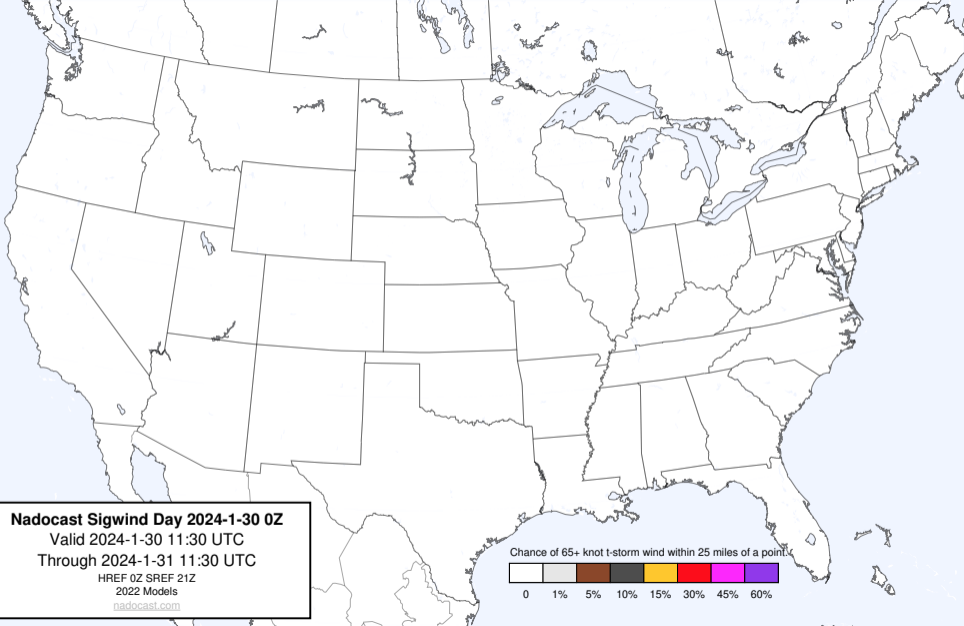 Nadocast Sigwind Day 2024-1-30 0Z
Valid 2024-1-30 11:30 UTC
Through 2024-1-31 11:30 UTC
HREF 0Z SREF 21Z
2022 Models
nadocast.com
Chance of 65+ knot t-storm wind within 25 miles of a point.
0 1% 5% 10% 15% 30% 45% 60%